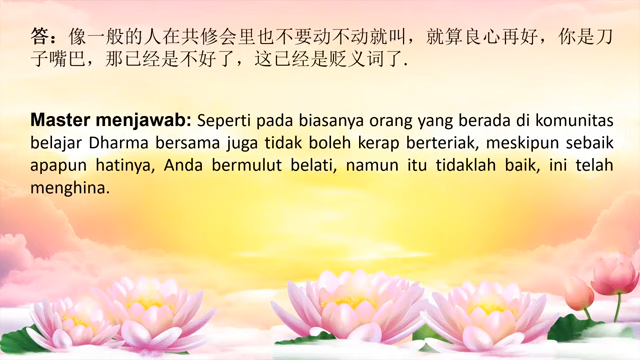 答：像一般的人在共修会里也不要动不动就叫，就算良心再好，你是刀
子嘴巴，那已经是不好了，这已经是贬义词了.
Master menjawab: Seperti pada biasanya orang yang berada di komunitas
belajar Dharma bersama juga tidak boleh kerap berteriak, meskipun sebaik
apapun hatinya, Anda bermulut belati, namun itu tidaklah baik, ini telah
menghina.